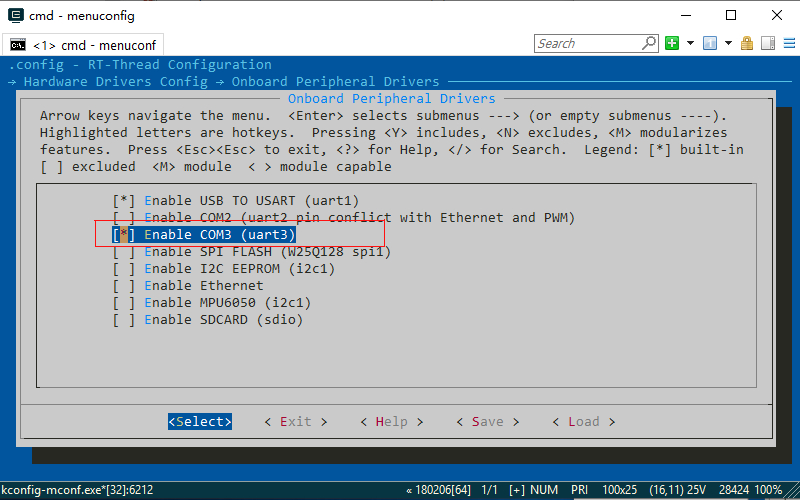 cmd - menuconfig
<1> cmd - menuconf
Search
.config - RT-Thread Configuration
→ Hardware Drivers Config → Onboard Peripheral Drivers
Onboard Peripheral Drivers
Arrow keys navigate the menu. <Enter> selects submenus ---> (or empty submenus ----).
Highlighted letters are hotkeys. Pressing <Y> includes, <N> excludes, <M> modularizes
features. Press <Esc><Esc> to exit, <?> for Help, </> for Search. Legend: [*] built-in
[ ] excluded <M> module < > module capable
[*] Enable USB TO USART (uart1)
[ ] Enable COM2 (uart2 pin conflict with Ethernet and PWM)
[*] Enable COM3 (uart3)
[ ] Enable SPI FLASH (W25Q128 spi1)
[ ] Enable I2C EEPROM (i2c1)
[ ] Enable Ethernet
[ ] Enable MPU6050 (i2c1)
[ ] Enable SDCARD (sdio)
<Select> < Exit > < Help > < Save > < Load >
kconfig-mconf.exe*[32]:6212 « 180206[64] 1/1 [+] NUM PRI 100x25 (16,11) 25V 28424 100%